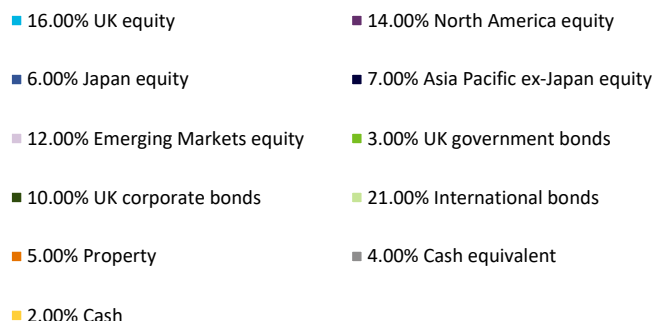 16.00% UK equity
14.00% North America equity
6.00% Japan equity
7.00% Asia Pacific ex-Japan equity
12.00% Emerging Markets equity
3.00% UK government bonds
10.00% UK corporate bonds
21.00% International bonds
5.00% Property
4.00% Cash equivalent
2.00% Cash